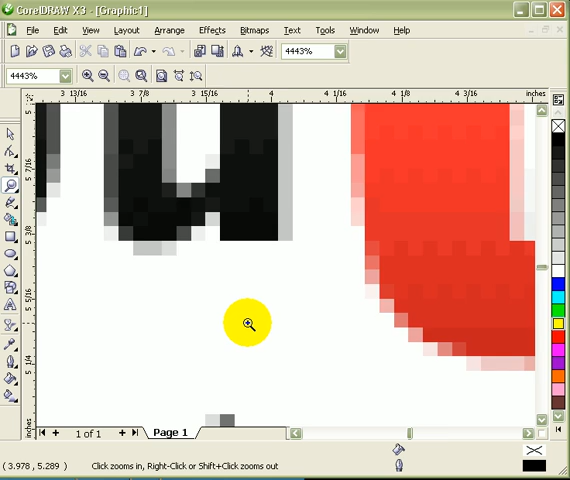 CorelDRAW X3 - [Graphic1]
File Edit View Layout Arrange Effects Bitmaps Text Table Window Help
4443%
4443%
3 13/16 3 7/8 3 15/16 4 4 1/16 4 1/8 4 3/16 inches
5 7/16
5 3/8
5 5/16
5 1/4
inches
1 of 1 Page 1
( 3.978 , 5.289 ) Click zooms in, Right-Click or Shift+Click zooms out